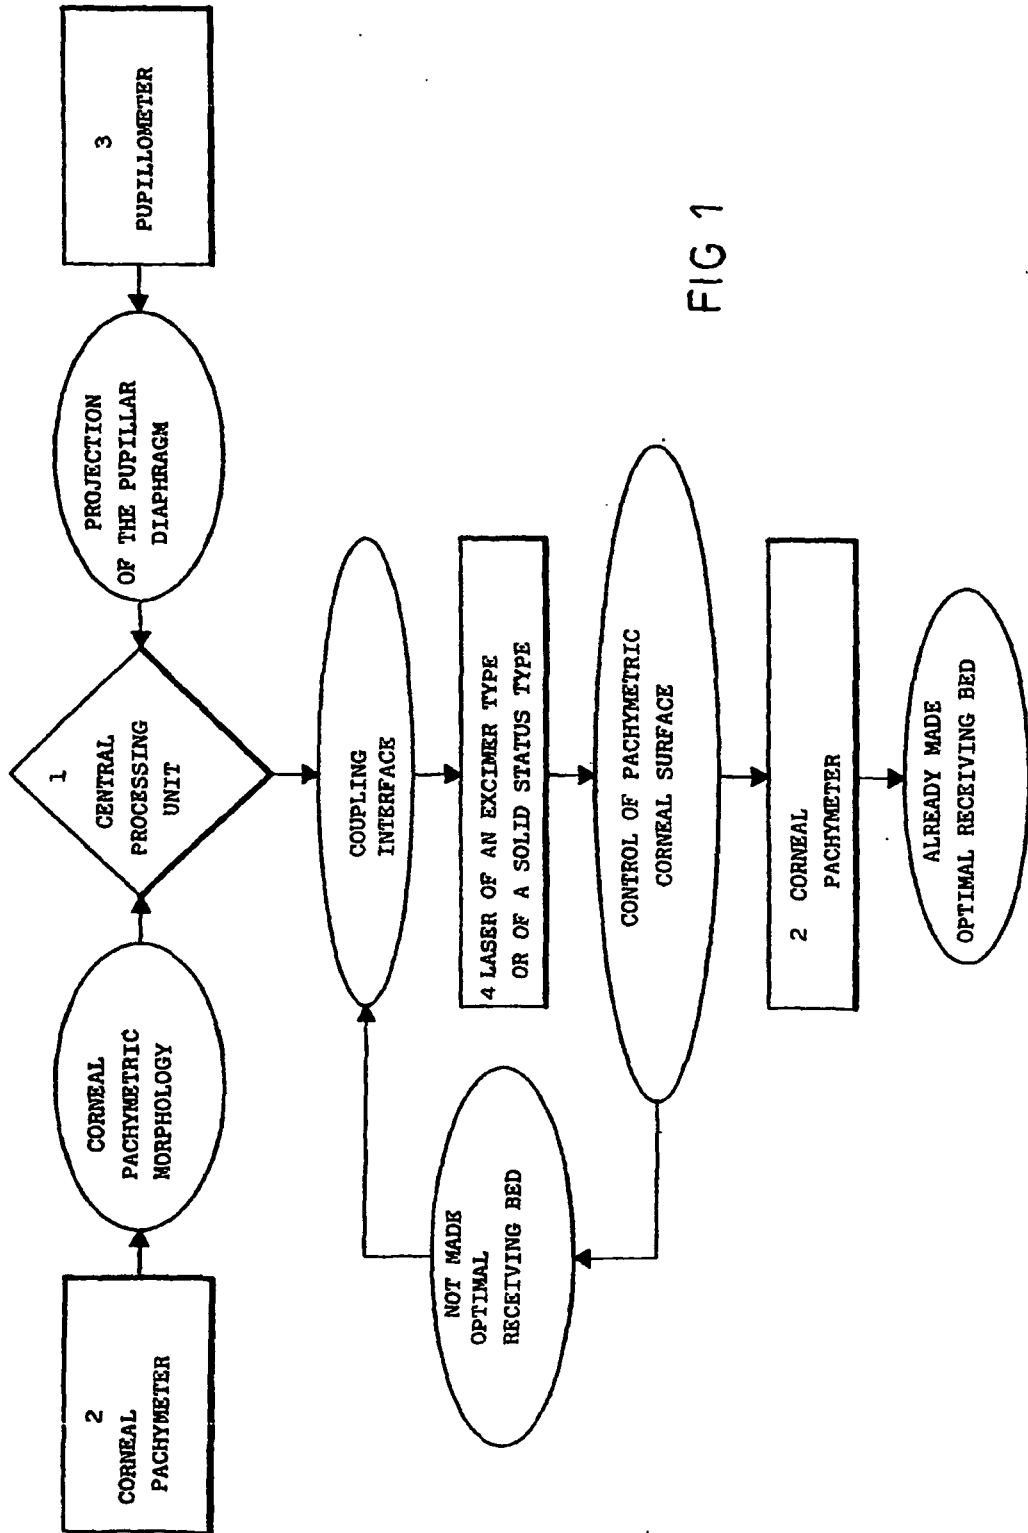 2
CORNEAL
PACHYMETER
CORNEAL
PACHYMETRIC
MORPHOLOGY
1
CENTRAL
PROCESSING
UNIT
PROJECTION
OF THE PUPILLAR
DIAPHRAGM
3
PUPILLOMETER
COUPLING
INTERFACE
4 LASER OF AN EXCIMER TYPE
OR OF A SOLID STATUS TYPE
NOT MADE
OPTIMAL
RECEIVING BED
CONTROL OF PACHYMETRIC
CORNEAL SURFACE
2 CORNEAL
PACHYMETER
ALREADY MADE
OPTIMAL RECEIVING BED
FIG 1